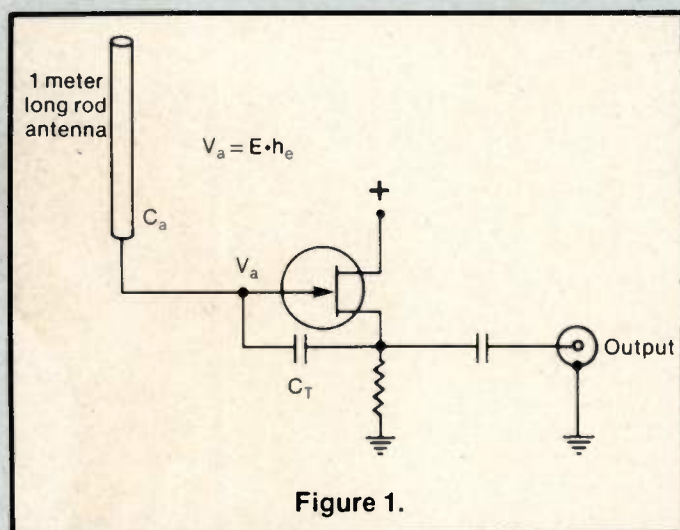 1 meter
long rod
antenna
Vₐ = E•hₑ
Cₐ
+
Vₐ
C_T
Output
Figure 1.